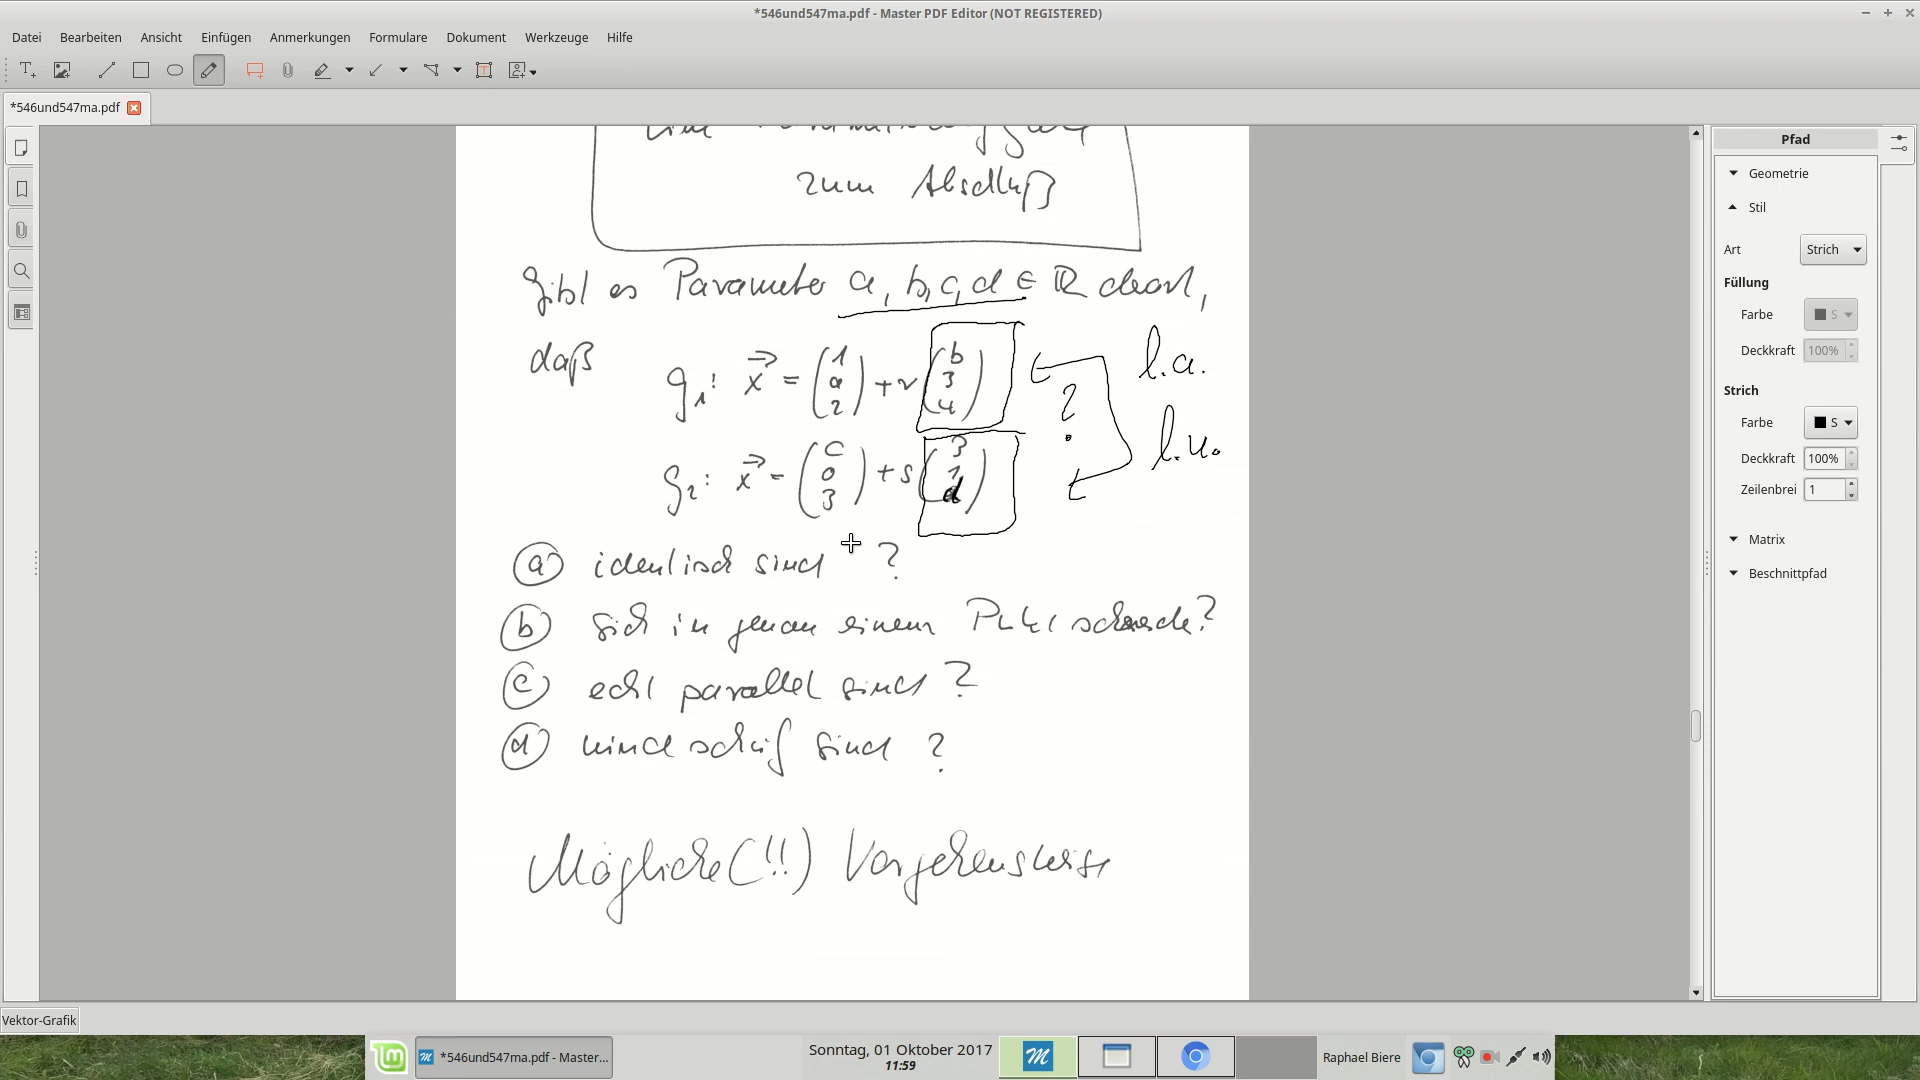 *546und547ma.pdf - Master PDF Editor (NOT REGISTERED)
Datei Bearbeiten Ansicht Einfügen Anmerkungen Formulare Dokument Werkzeuge Hilfe
*546und547ma.pdf
zum Abschluß
Gibt es Parameter a, b, c, d ∈ ℝ derart,
daß g₁: x⃗ = (1 a 2) + r (b 3 4)
l.a.
?
l.u.
g₂: x⃗ = (c 0 3) + s (3 2 d)
(a) identisch sind ?
(b) sich in genau einem Punkt schneiden?
(c) echt parallel sind ?
(d) windschief sind ?
Mögliche(!!) Vorgehensweise
Pfad
Geometrie
Stil
Art Strich
Füllung
Farbe S
Deckkraft 100%
Strich
Farbe S
Deckkraft 100%
Zeilenbrei 1
Matrix
Beschnittpfad
Vektor-Grafik
*546und547ma.pdf - Master...
Sonntag, 01 Oktober 2017
11:59
Raphael Biere